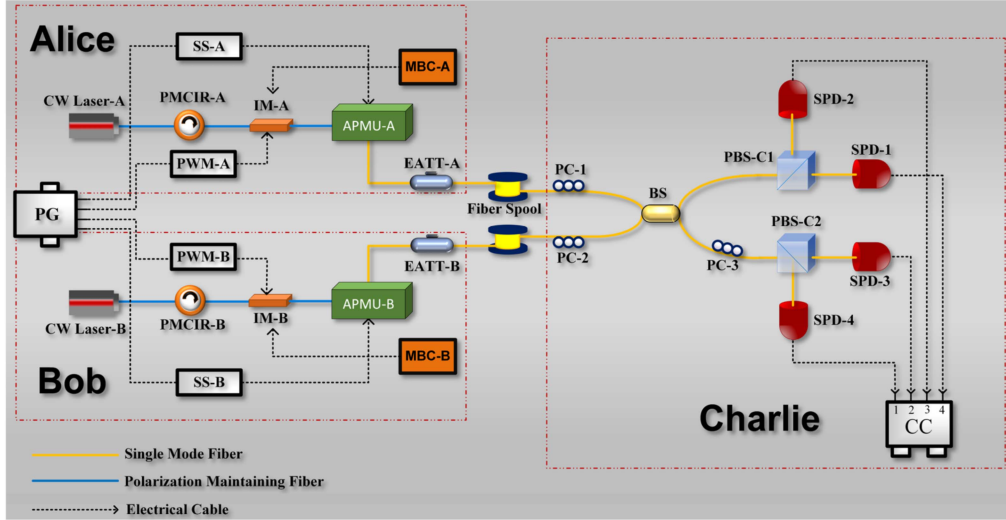 Alice
SS-A
MBC-A
CW Laser-A
PMCIR-A
IM-A
APMU-A
PWM-A
EATT-A
PG
Fiber Spool
PC-1
PC-2
BS
PC-3
PBS-C1
PBS-C2
SPD-2
SPD-1
SPD-3
SPD-4
PWM-B
EATT-B
CW Laser-B
PMCIR-B
IM-B
APMU-B
MBC-B
SS-B
Bob
Charlie
1 2 3 4
CC
Single Mode Fiber
Polarization Maintaining Fiber
Electrical Cable